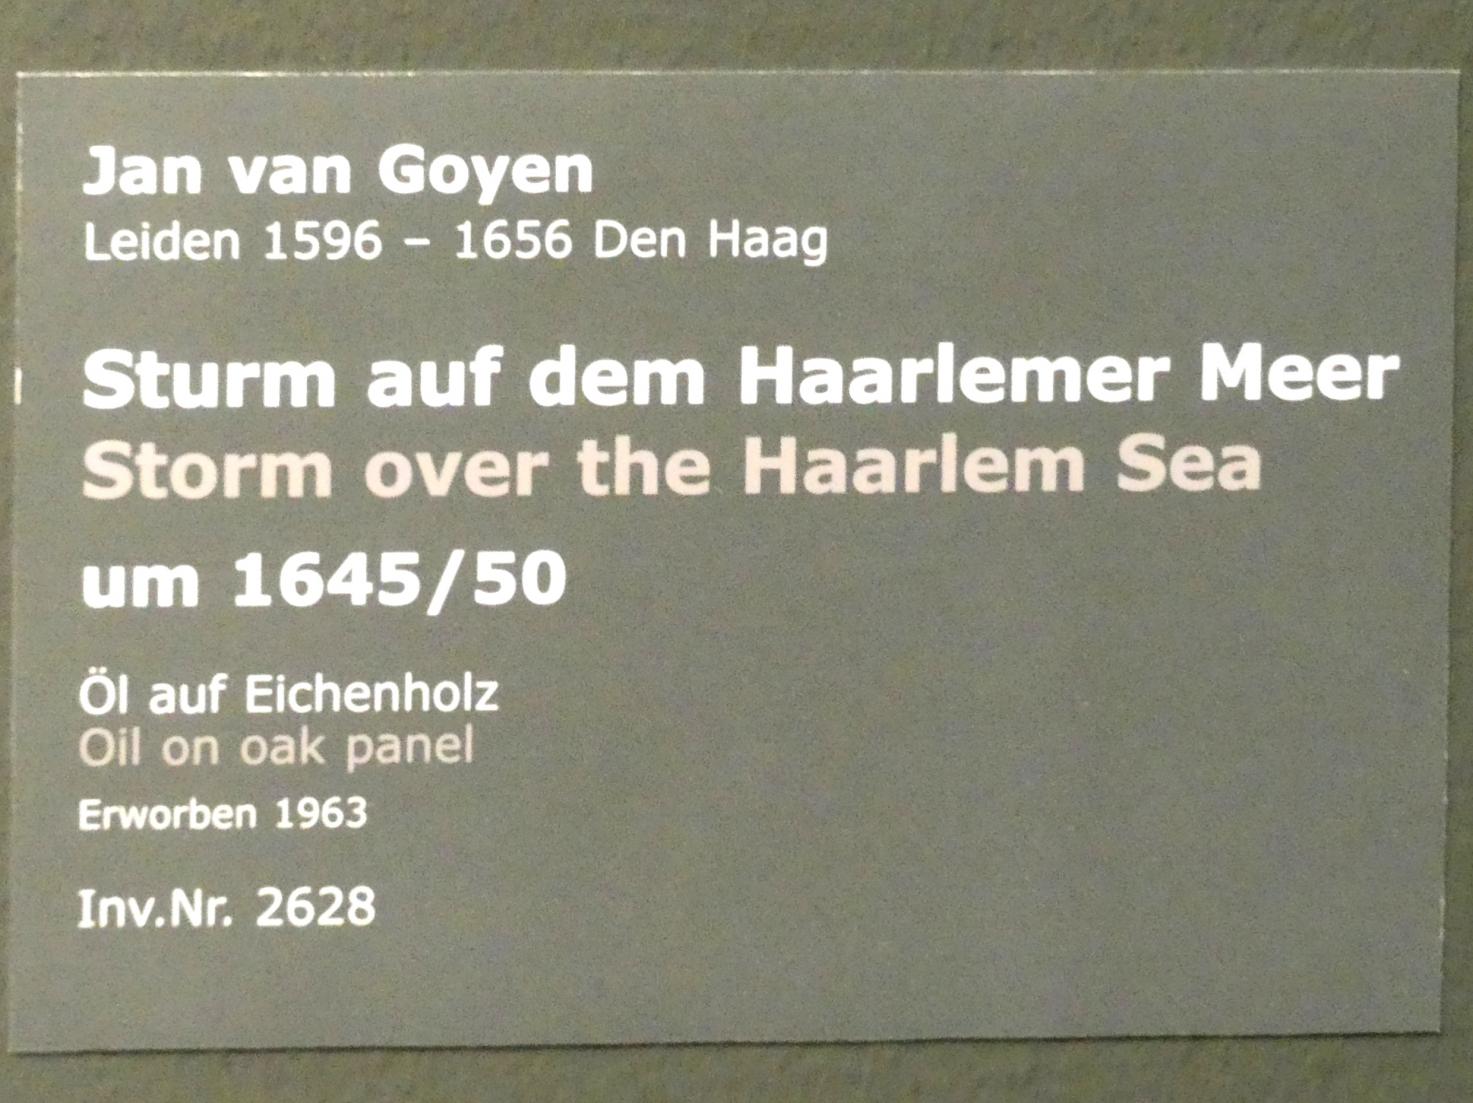 Jan van Goyen
Leiden 1596 – 1656 Den Haag
Sturm auf dem Haarlemer Meer
Storm over the Haarlem Sea
um 1645/50
Öl auf Eichenholz
Oil on oak panel
Erworben 1963
Inv.Nr. 2628